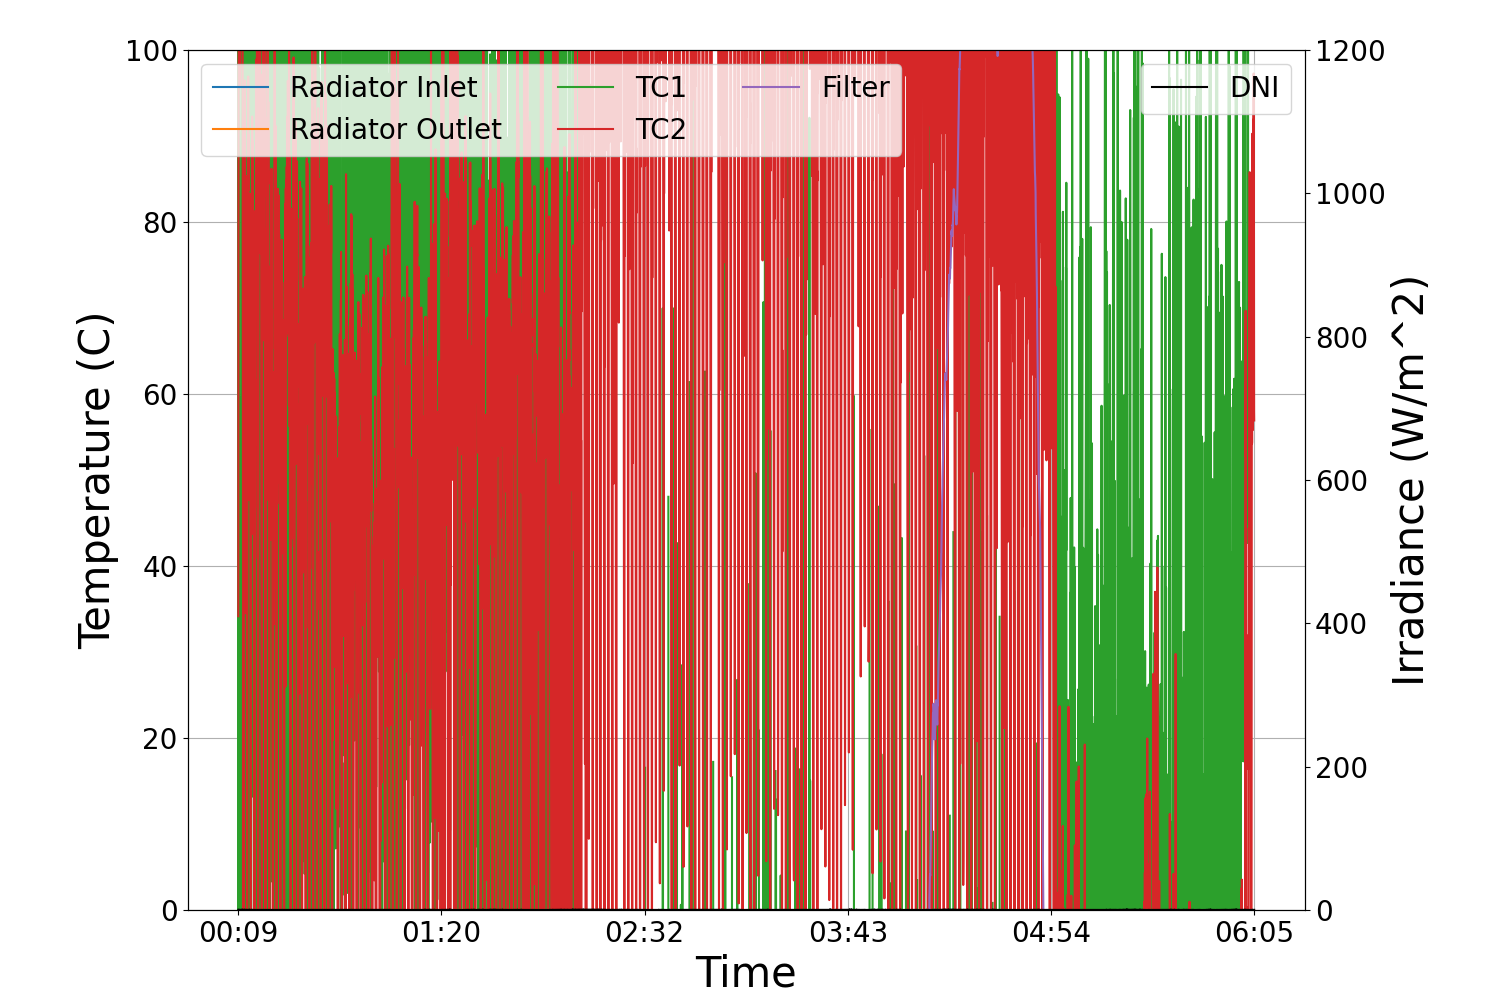 Radiator Inlet
Radiator Outlet
TC1
TC2
Filter
DNI
100
80
60
40
20
0
Temperature (C)
1200
1000
800
600
400
200
0
Irradiance (W/m^2)
00:09 01:20 02:32 03:43 04:54 06:05
Time